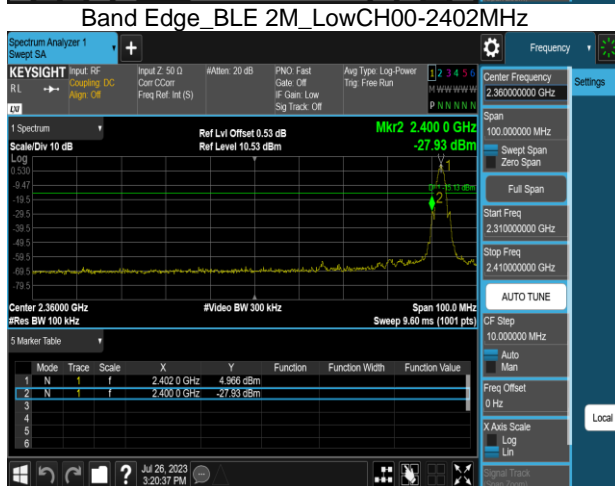 Band Edge_BLE 2M_LowCH00-2402MHz
Spectrum Analyzer 1
Swept SA
Frequency
KEYSIGHT Input: RF
RL
Coupling: DC
Align: Off
Input Z: 50 Ω
Corr CCorr
Freq Ref: Int (S)
#Atten: 20 dB
PNO: Fast
Gate: Off
IF Gain: Low
Sig Track: Off
Avg Type: Log-Power
Trig: Free Run
1 2 3 4 5 6
M W W W W W
P N N N N N
LXI
1 Spectrum
Scale/Div 10 dB
Ref Lvl Offset 0.53 dB
Ref Level 10.53 dBm
Mkr2 2.400 0 GHz
-27.93 dBm
Log
0.530
-9.47
-19.5
-29.5
-39.5
-49.5
-59.5
-69.5
-79.5
1
2
Center 2.36000 GHz
#Res BW 100 kHz
#Video BW 300 kHz
Span 100.0 MHz
Sweep 9.60 ms (1001 pts)
5 Marker Table
Mode Trace Scale X Y Function Function Width Function Value
1 N 1 f 2.402 0 GHz 4.966 dBm
2 N 1 f 2.400 0 GHz -27.93 dBm
3
4
5
6
Center Frequency
2.360000000 GHz
Span
100.000000 MHz
Swept Span
Zero Span
Full Span
Start Freq
2.310000000 GHz
Stop Freq
2.410000000 GHz
AUTO TUNE
CF Step
10.000000 MHz
Auto
Man
Freq Offset
0 Hz
X Axis Scale
Log
Lin
Signal Track
(Span Zoom)
Settings
Local
?
Jul 26, 2023
3:20:37 PM